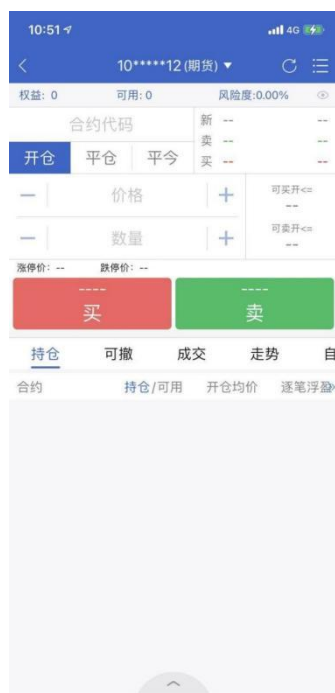 10:51 4G
10*****12 (期货) ▼
权益: 0 可用: 0 风险度:0.00%
合约代码 新 -- --
卖 -- --
开仓 平仓 平今 买 -- --
— 价格 + 可买开<=
--
— 数量 + 可卖开<=
--
涨停价: -- 跌停价: --
---- ----
买 卖
持仓 可撤 成交 走势 自
合约 持仓/可用 开仓均价 逐笔浮盈